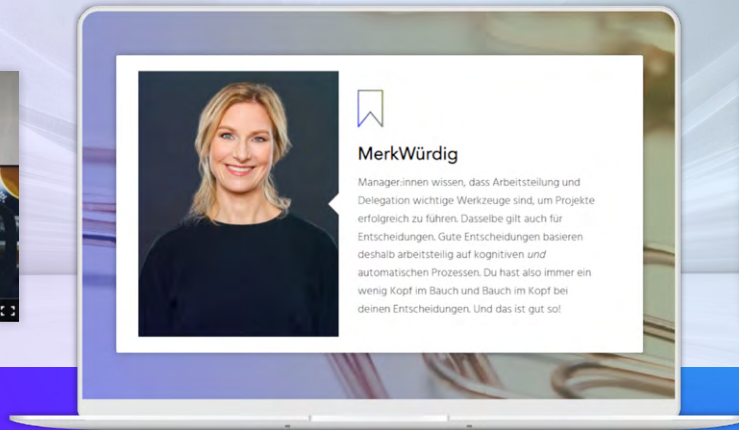 MerkWürdig
Manager:innen wissen, dass Arbeitsteilung und
Delegation wichtige Werkzeuge sind, um Projekte
erfolgreich zu führen. Dasselbe gilt auch für
Entscheidungen. Gute Entscheidungen basieren
deshalb arbeitsteilig auf kognitiven und
automatischen Prozessen. Du hast also immer ein
wenig Kopf im Bauch und Bauch im Kopf bei
deinen Entscheidungen. Und das ist gut so!